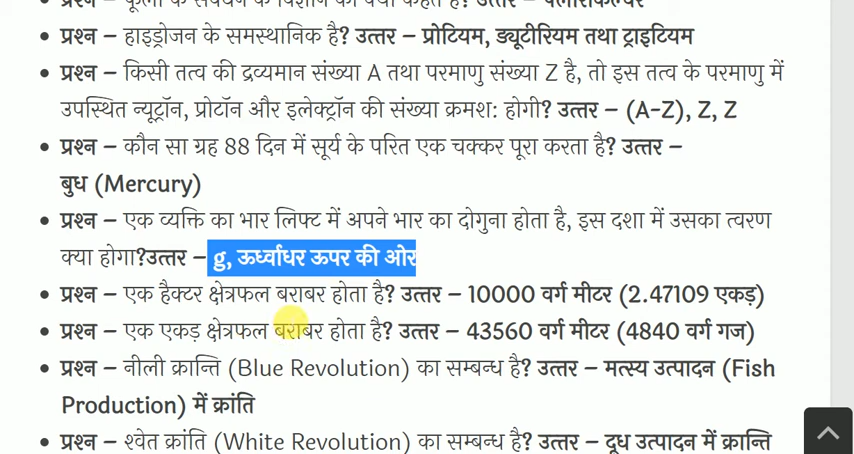 प्रश्न – हाइड्रोजन के समस्थानिक है? उत्तर – प्रोटियम, ड्यूटीरियम तथा ट्राइटियम
प्रश्न – किसी तत्व की द्रव्यमान संख्या A तथा परमाणु संख्या Z है, तो इस तत्व के परमाणु में
उपस्थित न्यूट्रॉन, प्रोटॉन और इलेक्ट्रॉन की संख्या क्रमश: होगी? उत्तर – (A-Z), Z, Z
प्रश्न – कौन सा ग्रह 88 दिन में सूर्य के परित एक चक्कर पूरा करता है? उत्तर –
बुध (Mercury)
प्रश्न – एक व्यक्ति का भार लिफ्ट में अपने भार का दोगुना होता है, इस दशा में उसका त्वरण
क्या होगा?उत्तर – g, ऊर्ध्वाधर ऊपर की ओर
प्रश्न – एक हैक्टर क्षेत्रफल बराबर होता है? उत्तर – 10000 वर्ग मीटर (2.47109 एकड़)
प्रश्न – एक एकड़ क्षेत्रफल बराबर होता है? उत्तर – 43560 वर्ग मीटर (4840 वर्ग गज)
प्रश्न – नीली क्रान्ति (Blue Revolution) का सम्बन्ध है? उत्तर – मत्स्य उत्पादन (Fish
Production) में क्रांति
प्रश्न – श्वेत क्रांति (White Revolution) का सम्बन्ध है? उत्तर – दूध उत्पादन में क्रान्ति